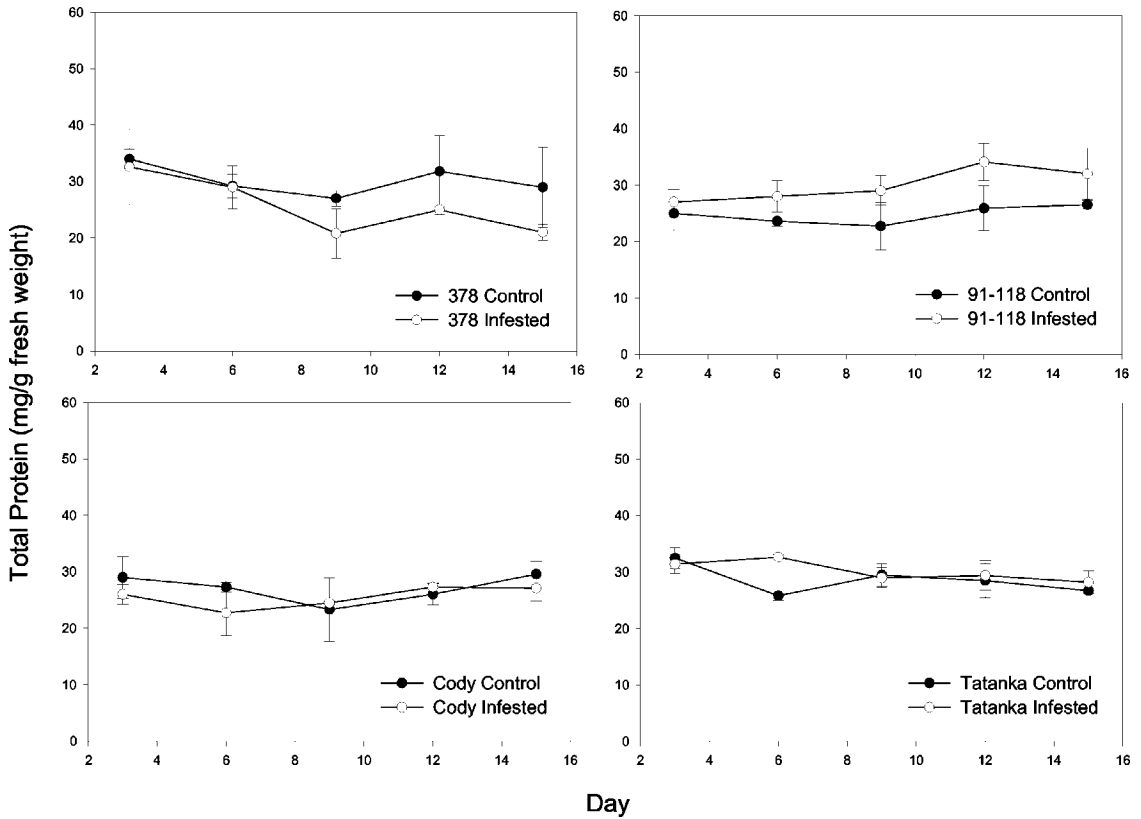 Total Protein (mg/g fresh weight)
60
50
40
30
20
10
0
2 4 6 8 10 12 14 16
378 Control
378 Infested
60
50
40
30
20
10
0
2 4 6 8 10 12 14 16
91-118 Control
91-118 Infested
60
50
40
30
20
10
0
2 4 6 8 10 12 14 16
Cody Control
Cody Infested
60
50
40
30
20
10
0
2 4 6 8 10 12 14 16
Tatanka Control
Tatanka Infested
Day